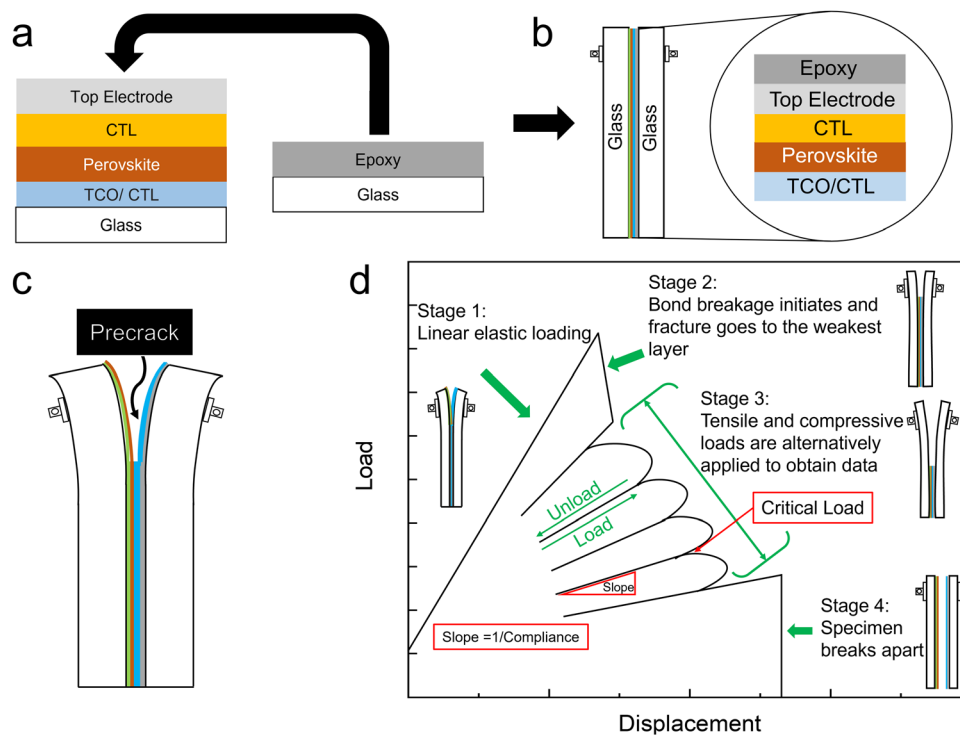 a
Top Electrode
CTL
Perovskite
TCO/ CTL
Glass
Epoxy
Glass
b
Glass
Glass
Epoxy
Top Electrode
CTL
Perovskite
TCO/CTL
c
Precrack
d
Load
Stage 1:
Linear elastic loading
Stage 2:
Bond breakage initiates and
fracture goes to the weakest
layer
Stage 3:
Tensile and compressive
loads are alternatively
applied to obtain data
Unload
Load
Critical Load
Slope
Slope =1/Compliance
Stage 4:
Specimen
breaks apart
Displacement